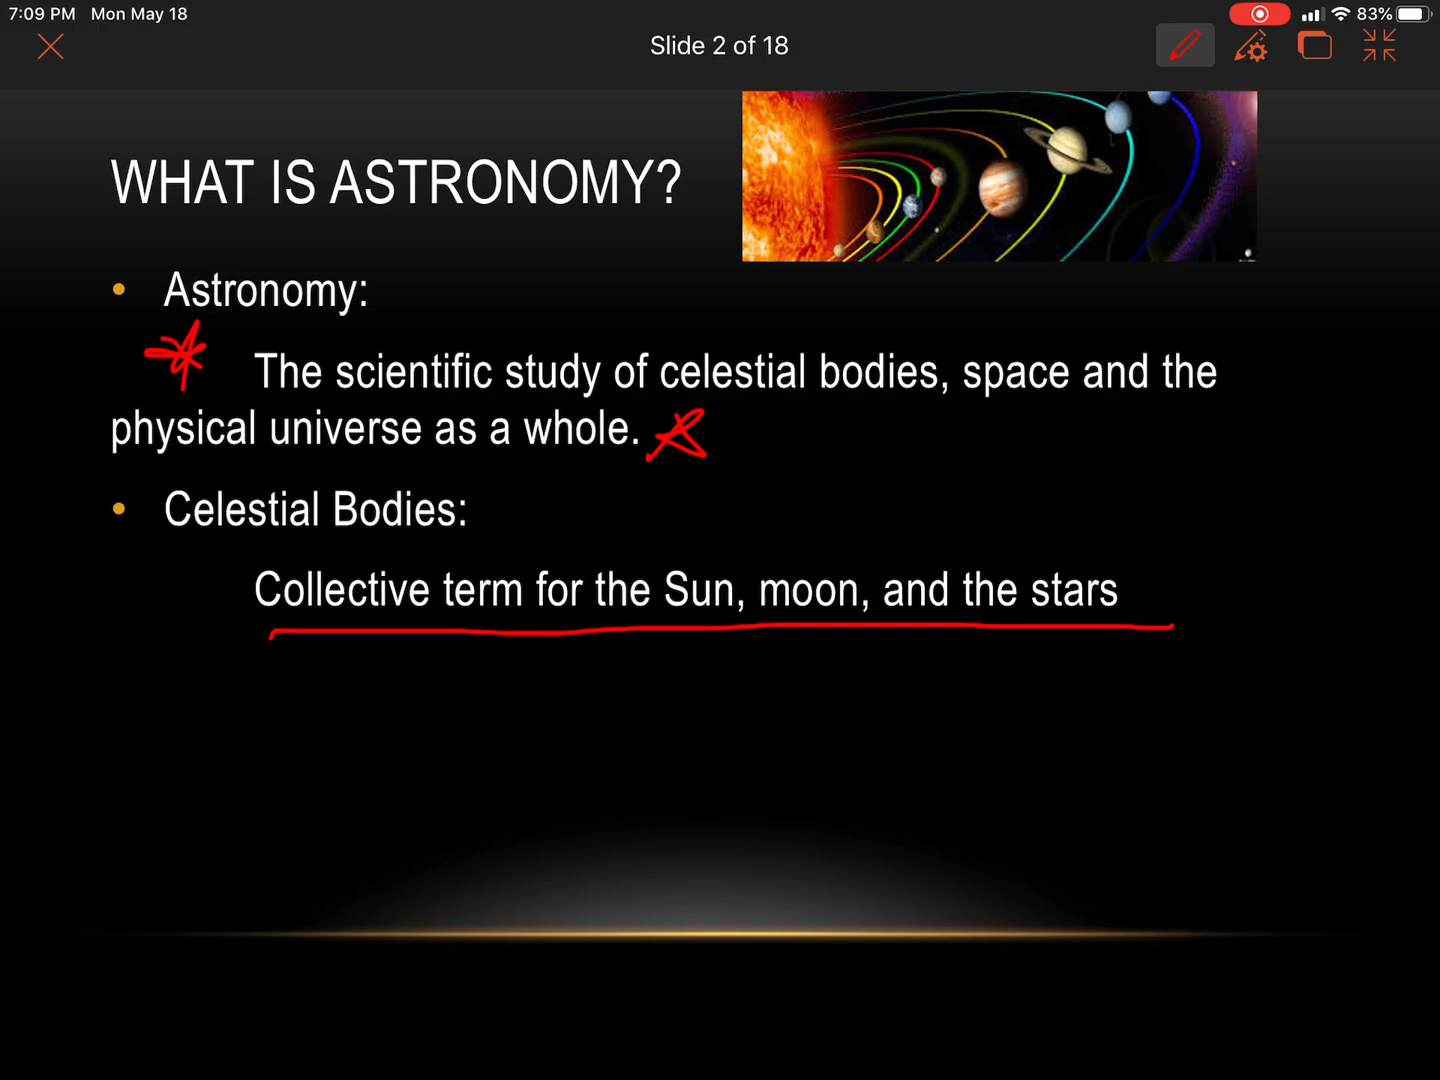 7:09 PM Mon May 18
83%
Slide 2 of 18
WHAT IS ASTRONOMY?
• Astronomy:
The scientific study of celestial bodies, space and the
physical universe as a whole.
• Celestial Bodies:
Collective term for the Sun, moon, and the stars